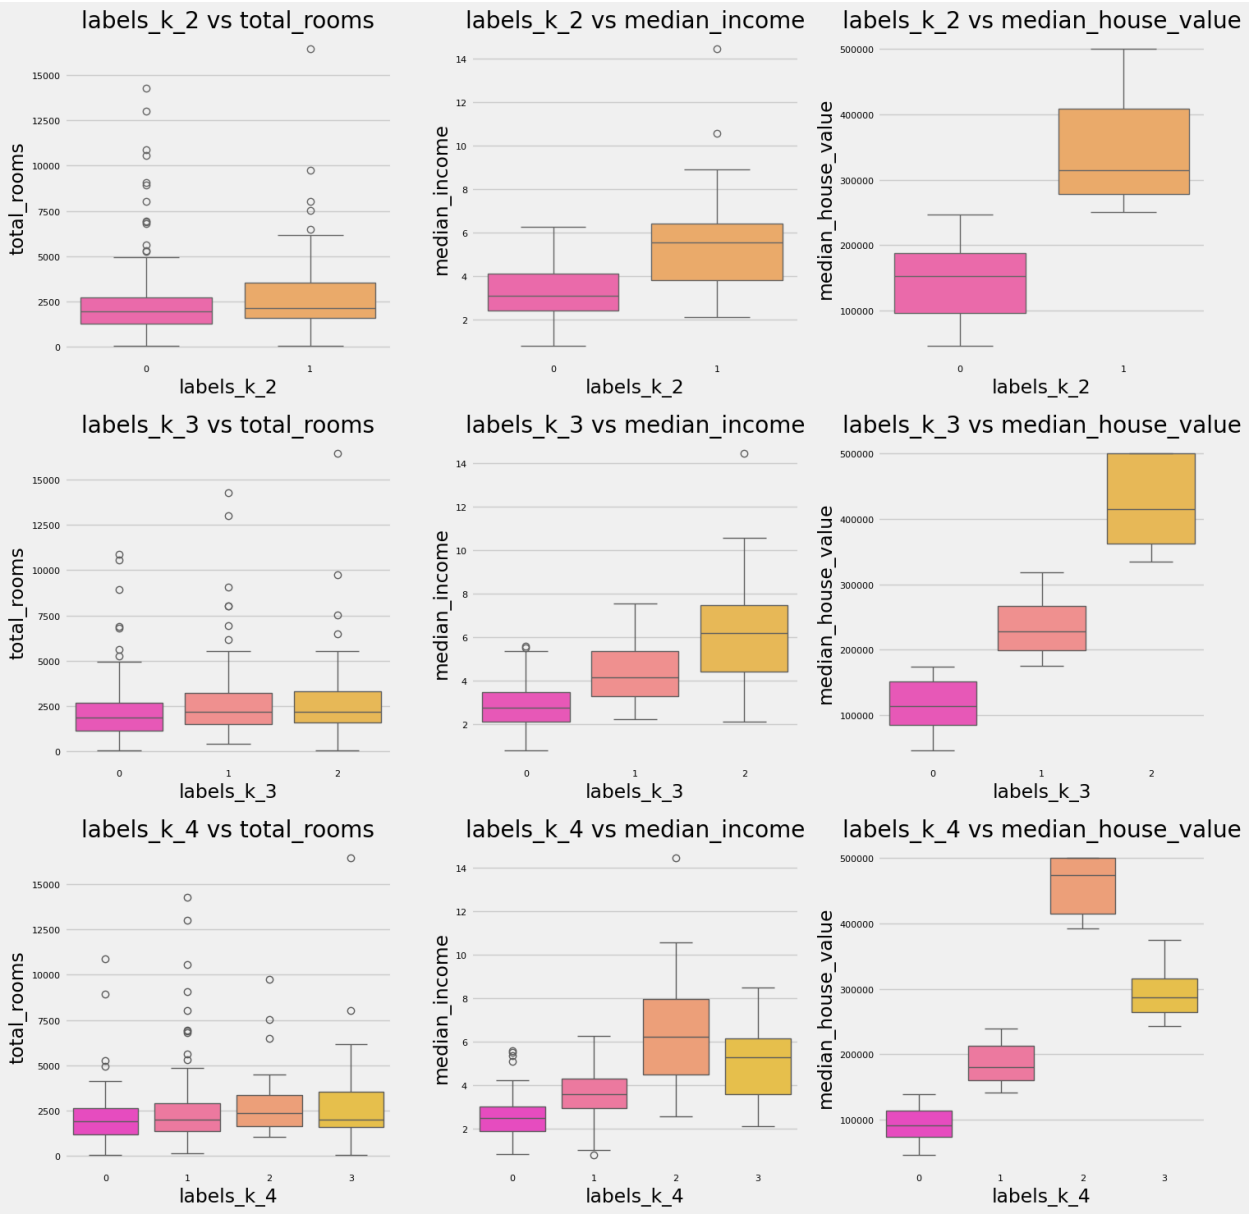 labels_k_2 vs total_rooms
total_rooms
15000
12500
10000
7500
5000
2500
0
0 1
labels_k_2
labels_k_2 vs median_income
median_income
14
12
10
8
6
4
2
0 1
labels_k_2
labels_k_2 vs median_house_value
median_house_value
500000
400000
300000
200000
100000
0 1
labels_k_2
labels_k_3 vs total_rooms
total_rooms
15000
12500
10000
7500
5000
2500
0
0 1 2
labels_k_3
labels_k_3 vs median_income
median_income
14
12
10
8
6
4
2
0 1 2
labels_k_3
labels_k_3 vs median_house_value
median_house_value
500000
400000
300000
200000
100000
0 1 2
labels_k_3
labels_k_4 vs total_rooms
total_rooms
15000
12500
10000
7500
5000
2500
0
0 1 2 3
labels_k_4
labels_k_4 vs median_income
median_income
14
12
10
8
6
4
2
0 1 2 3
labels_k_4
labels_k_4 vs median_house_value
median_house_value
500000
400000
300000
200000
100000
0 1 2 3
labels_k_4